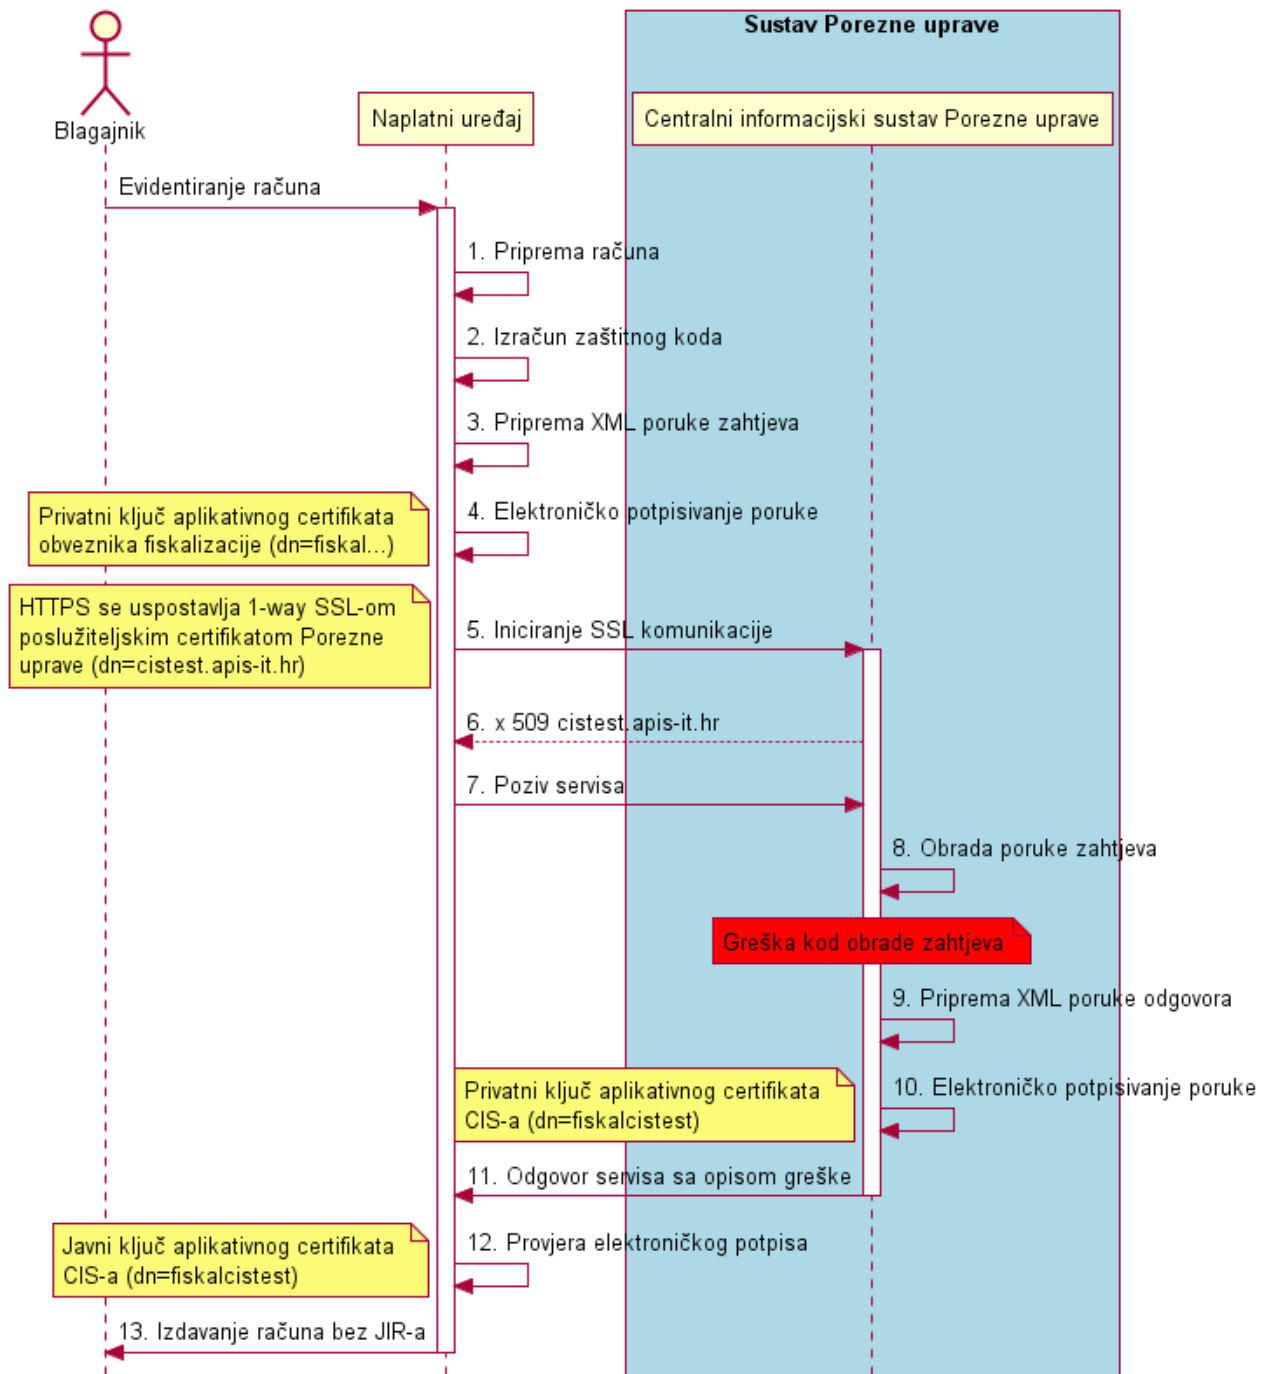 Sustav Porezne uprave
Blagajnik
Naplatni uređaj
Centralni informacijski sustav Porezne uprave
Evidentiranje računa
1. Priprema računa
2. Izračun zaštitnog koda
3. Priprema XML poruke zahtjeva
Privatni ključ aplikativnog certifikata
obveznika fiskalizacije (dn=fiskal...)
4. Elektroničko potpisivanje poruke
HTTPS se uspostavlja 1-way SSL-om
poslužiteljskim certifikatom Porezne
uprave (dn=cistest.apis-it.hr)
5. Iniciranje SSL komunikacije
6. x 509 cistest.apis-it.hr
7. Poziv servisa
8. Obrada poruke zahtjeva
Greška kod obrade zahtjeva
9. Priprema XML poruke odgovora
Privatni ključ aplikativnog certifikata
CIS-a (dn=fiskalcistest)
10. Elektroničko potpisivanje poruke
11. Odgovor servisa sa opisom greške
Javni ključ aplikativnog certifikata
CIS-a (dn=fiskalcistest)
12. Provjera elektroničkog potpisa
13. Izdavanje računa bez JIR-a